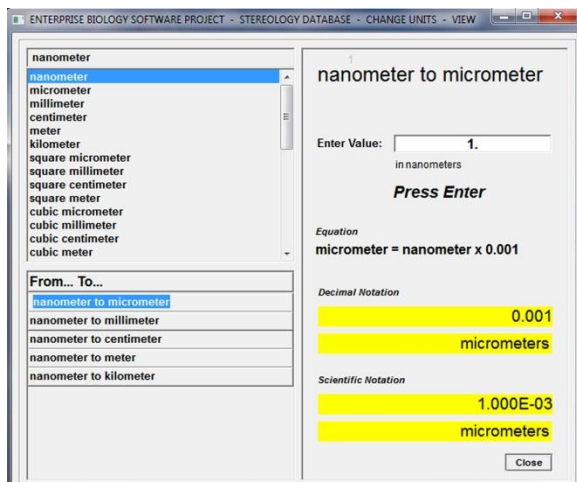 ENTERPRISE BIOLOGY SOFTWARE PROJECT - STEREOLOGY DATABASE - CHANGE UNITS - VIEW
nanometer
nanometer
micrometer
millimeter
centimeter
meter
kilometer
square micrometer
square millimeter
square centimeter
square meter
cubic micrometer
cubic millimeter
cubic centimeter
cubic meter
From... To...
nanometer to micrometer
nanometer to millimeter
nanometer to centimeter
nanometer to meter
nanometer to kilometer
1
nanometer to micrometer
Enter Value: 1.
in nanometers
Press Enter
Equation
micrometer = nanometer x 0.001
Decimal Notation
0.001
micrometers
Scientific Notation
1.000E-03
micrometers
Close